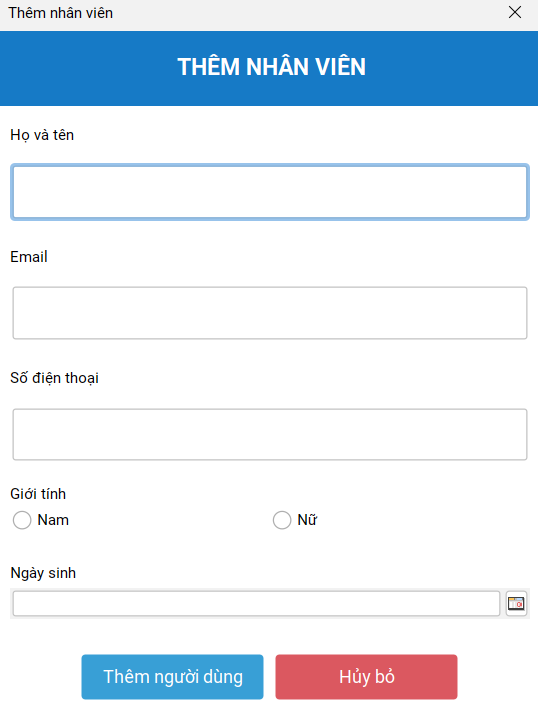 Thêm nhân viên
THÊM NHÂN VIÊN
Họ và tên
Email
Số điện thoại
Giới tính
Nam Nữ
Ngày sinh
Thêm người dùng Hủy bỏ